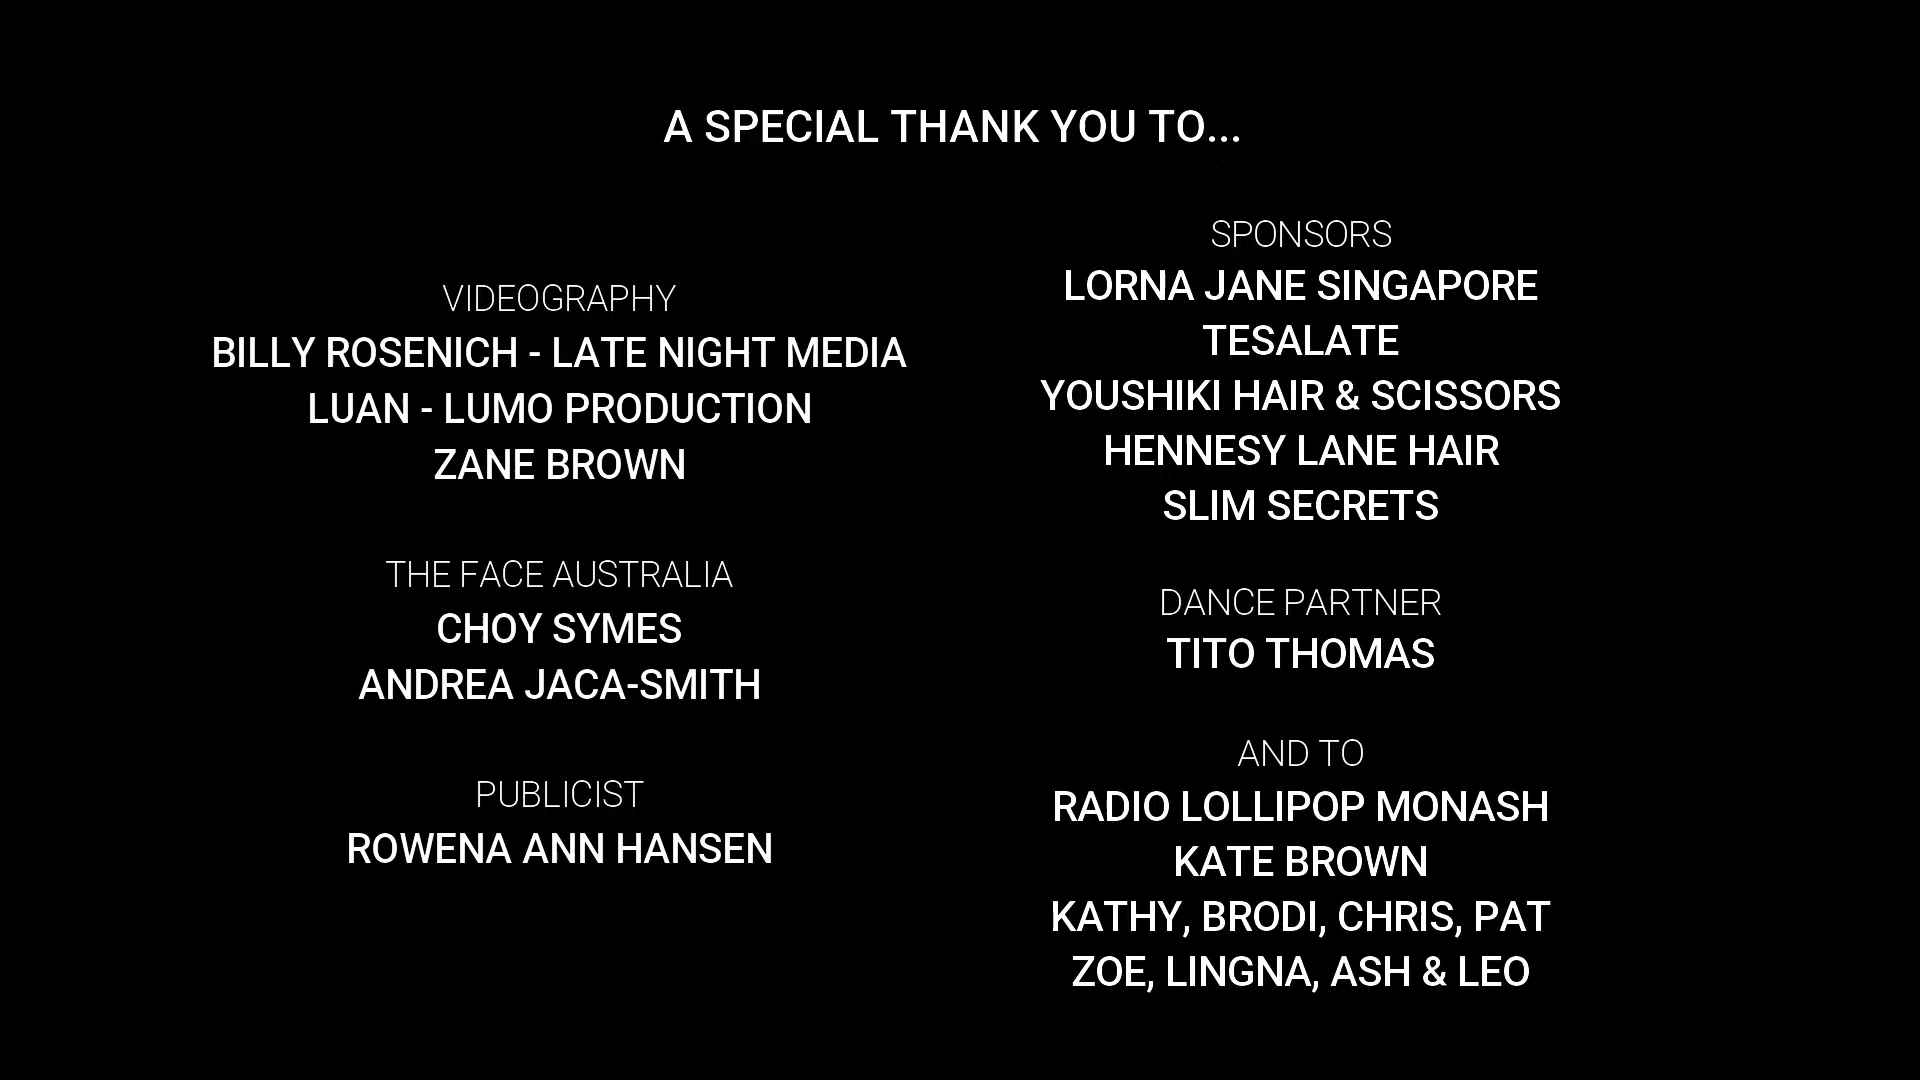 A SPECIAL THANK YOU TO...
VIDEOGRAPHY
BILLY ROSENICH - LATE NIGHT MEDIA
LUAN - LUMO PRODUCTION
ZANE BROWN
THE FACE AUSTRALIA
CHOY SYMES
ANDREA JACA-SMITH
PUBLICIST
ROWENA ANN HANSEN
SPONSORS
LORNA JANE SINGAPORE
TESALATE
YOUSHIKI HAIR & SCISSORS
HENNESY LANE HAIR
SLIM SECRETS
DANCE PARTNER
TITO THOMAS
AND TO
RADIO LOLLIPOP MONASH
KATE BROWN
KATHY, BRODI, CHRIS, PAT
ZOE, LINGNA, ASH & LEO